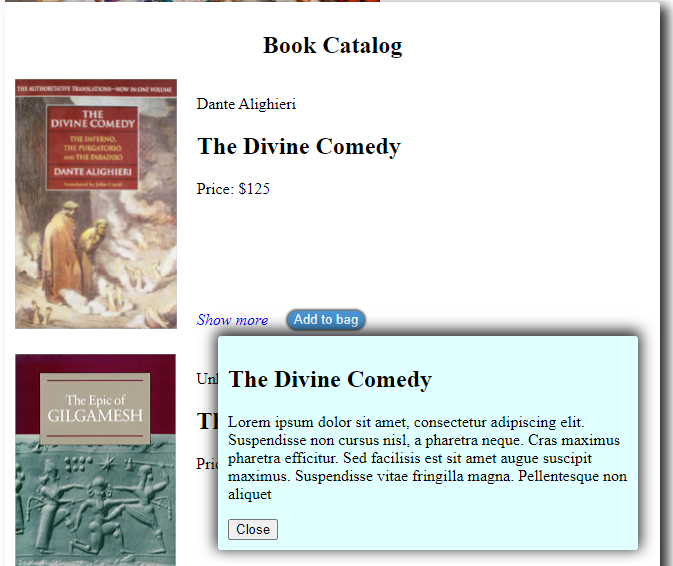 Book Catalog
THE AUTHORITATIVE TRANSLATIONS—NOW IN ONE VOLUME
THE
DIVINE COMEDY
THE INFERNO,
THE PURGATORIO,
AND THE PARADISO
DANTE ALIGHIERI
Translated by John Ciardi
Dante Alighieri
The Divine Comedy
Price: $125
Show more
Add to bag
The Epic of
GILGAMESH
The Divine Comedy
Lorem ipsum dolor sit amet, consectetur adipiscing elit.
Suspendisse non cursus nisl, a pharetra neque. Cras maximus
pharetra efficitur. Sed facilisis est sit amet augue suscipit
maximus. Suspendisse vitae fringilla magna. Pellentesque non
aliquet
Close